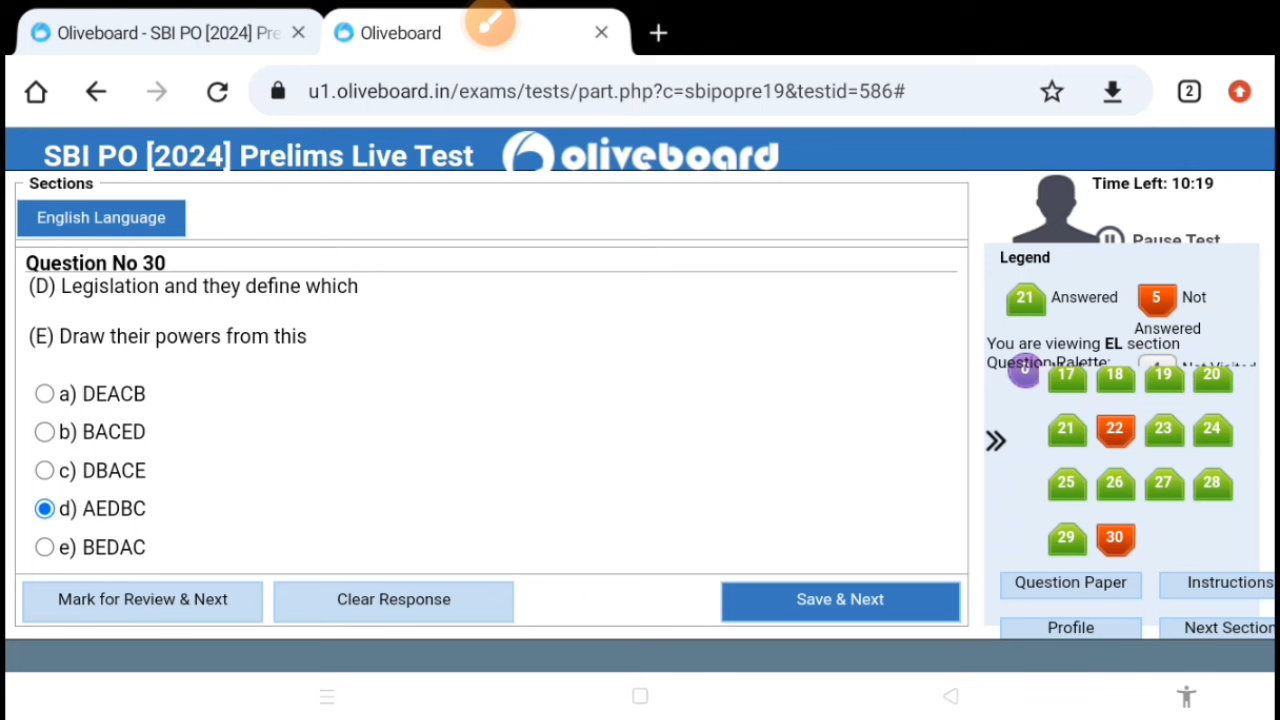 Oliveboard - SBI PO [2024] Pre
Oliveboard
u1.oliveboard.in/exams/tests/part.php?c=sbipopre19&testid=586#
2
SBI PO [2024] Prelims Live Test
oliveboard
Sections
English Language
Time Left: 10:19
Pause Test
Question No 30
(D) Legislation and they define which
(E) Draw their powers from this
a) DEACB
b) BACED
c) DBACE
d) AEDBC
e) BEDAC
Mark for Review & Next
Clear Response
Save & Next
Legend
21 Answered 5 Not
Answered
You are viewing EL section
Question Palette:
17 18 19 20
21 22 23 24
25 26 27 28
29 30
Question Paper
Instructions
Profile
Next Section